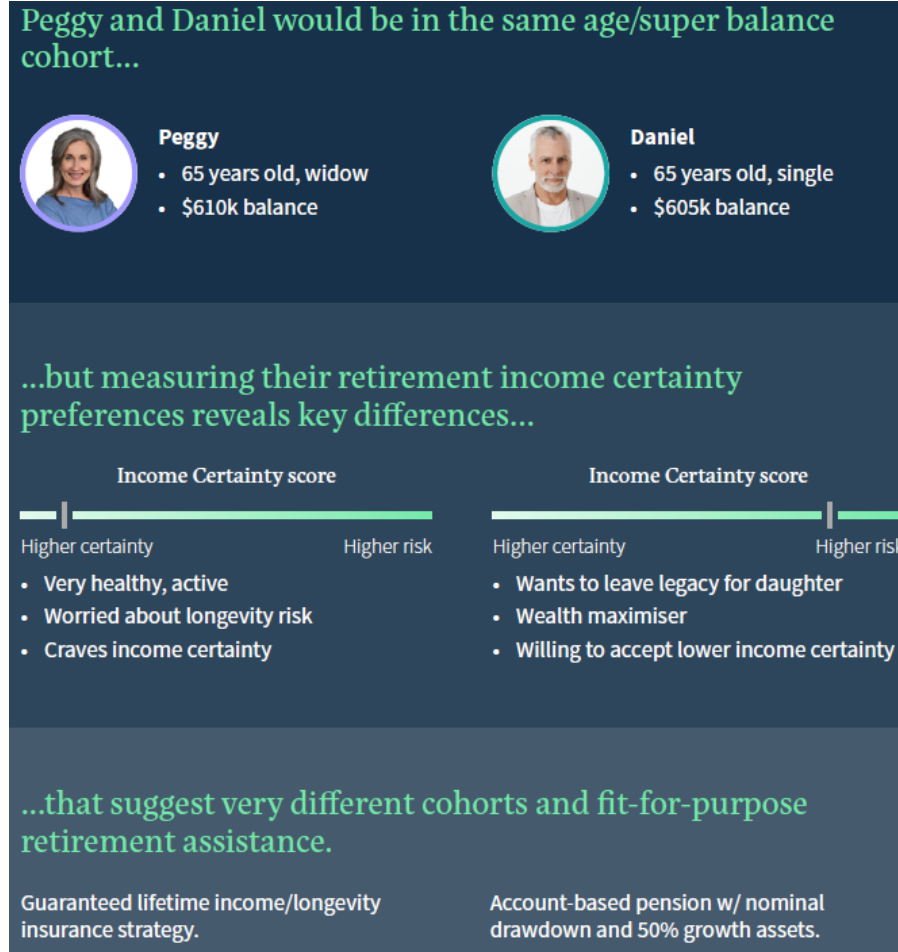 Peggy and Daniel would be in the same age/super balance
cohort...
Peggy
• 65 years old, widow
• $610k balance
Daniel
• 65 years old, single
• $605k balance
...but measuring their retirement income certainty
preferences reveals key differences...
Income Certainty score
Higher certainty Higher risk
• Very healthy, active
• Worried about longevity risk
• Craves income certainty
Income Certainty score
Higher certainty Higher risk
• Wants to leave legacy for daughter
• Wealth maximiser
• Willing to accept lower income certainty
...that suggest very different cohorts and fit-for-purpose
retirement assistance.
Guaranteed lifetime income/longevity
insurance strategy.
Account-based pension w/ nominal
drawdown and 50% growth assets.